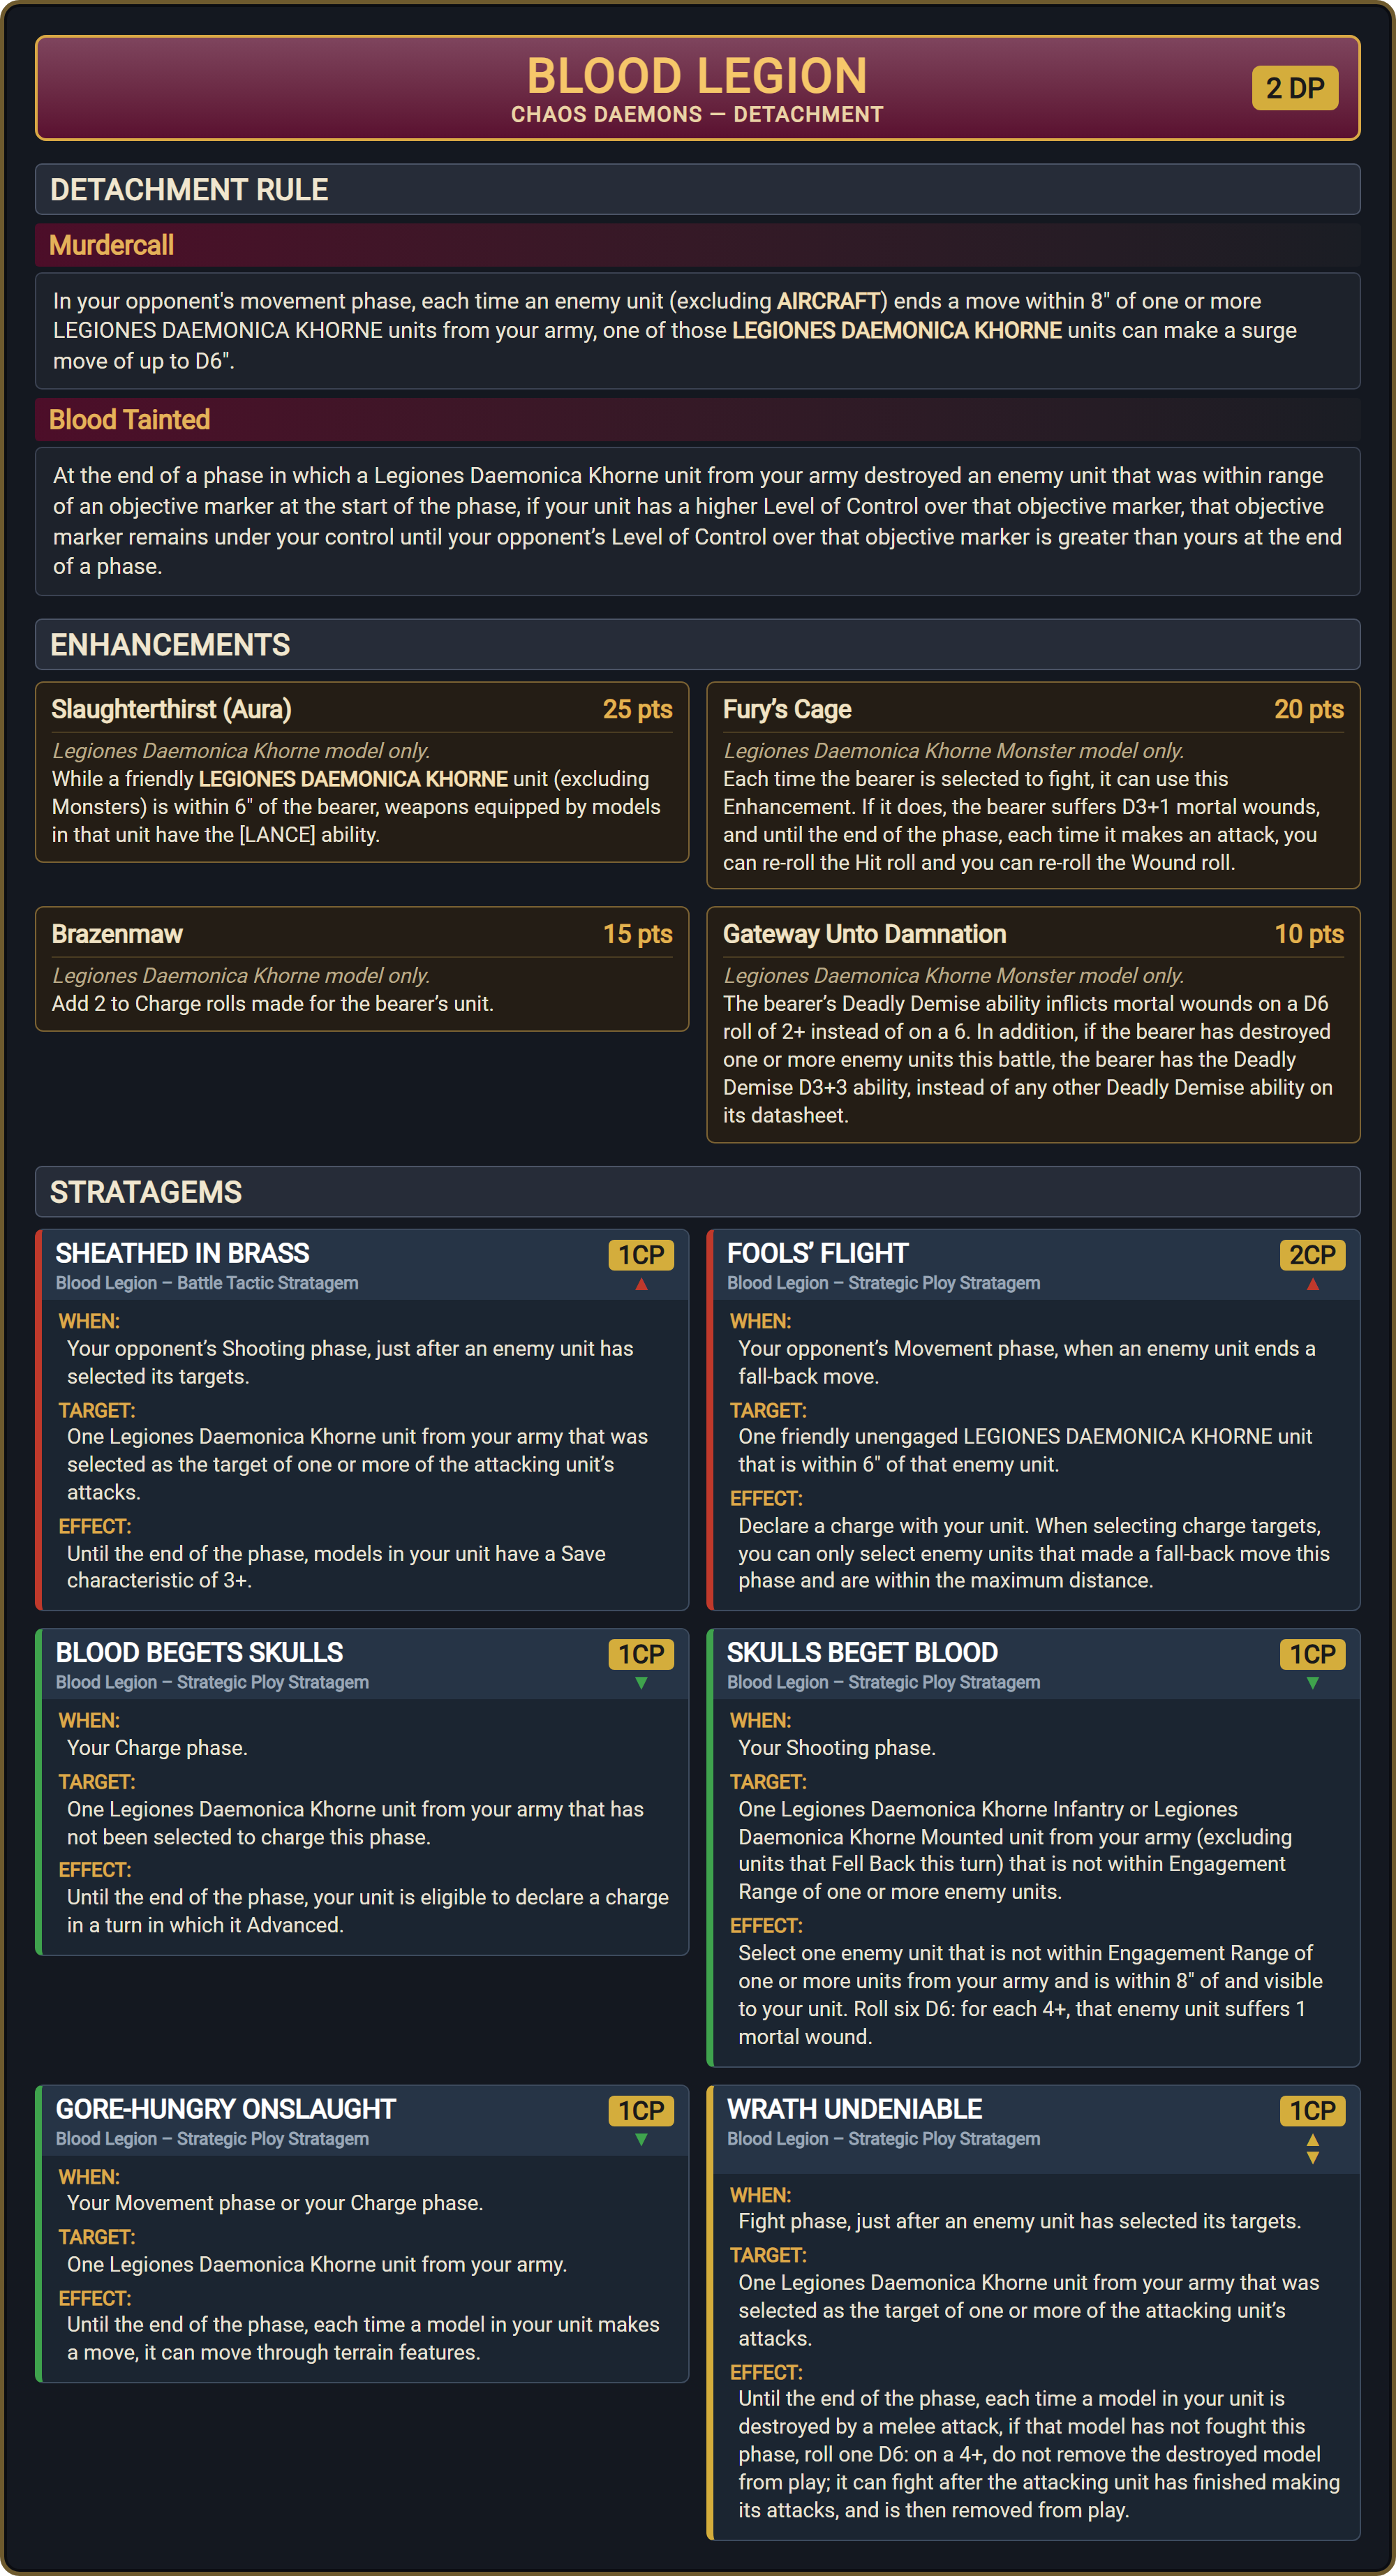 BLOOD LEGION
CHAOS DAEMONS — DETACHMENT
2 DP
DETACHMENT RULE
Murdercall
In your opponent's movement phase, each time an enemy unit (excluding AIRCRAFT) ends a move within 8" of one or more
LEGIONES DAEMONICA KHORNE units from your army, one of those LEGIONES DAEMONICA KHORNE units can make a surge
move of up to D6".
Blood Tainted
At the end of a phase in which a Legiones Daemonica Khorne unit from your army destroyed an enemy unit that was within range
of an objective marker at the start of the phase, if your unit has a higher Level of Control over that objective marker, that objective
marker remains under your control until your opponent’s Level of Control over that objective marker is greater than yours at the end
of a phase.
ENHANCEMENTS
Slaughterthirst (Aura)
25 pts
Legiones Daemonica Khorne model only.
While a friendly LEGIONES DAEMONICA KHORNE unit (excluding
Monsters) is within 6" of the bearer, weapons equipped by models
in that unit have the [LANCE] ability.
Fury’s Cage
20 pts
Legiones Daemonica Khorne Monster model only.
Each time the bearer is selected to fight, it can use this
Enhancement. If it does, the bearer suffers D3+1 mortal wounds,
and until the end of the phase, each time it makes an attack, you
can re-roll the Hit roll and you can re-roll the Wound roll.
Brazenmaw
15 pts
Legiones Daemonica Khorne model only.
Add 2 to Charge rolls made for the bearer’s unit.
Gateway Unto Damnation
10 pts
Legiones Daemonica Khorne Monster model only.
The bearer’s Deadly Demise ability inflicts mortal wounds on a D6
roll of 2+ instead of on a 6. In addition, if the bearer has destroyed
one or more enemy units this battle, the bearer has the Deadly
Demise D3+3 ability, instead of any other Deadly Demise ability on
its datasheet.
STRATAGEMS
SHEATHED IN BRASS
1CP
Blood Legion – Battle Tactic Stratagem
▲
WHEN:
Your opponent’s Shooting phase, just after an enemy unit has
selected its targets.
TARGET:
One Legiones Daemonica Khorne unit from your army that was
selected as the target of one or more of the attacking unit’s
attacks.
EFFECT:
Until the end of the phase, models in your unit have a Save
characteristic of 3+.
FOOLS’ FLIGHT
2CP
Blood Legion – Strategic Ploy Stratagem
▲
WHEN:
Your opponent’s Movement phase, when an enemy unit ends a
fall-back move.
TARGET:
One friendly unengaged LEGIONES DAEMONICA KHORNE unit
that is within 6" of that enemy unit.
EFFECT:
Declare a charge with your unit. When selecting charge targets,
you can only select enemy units that made a fall-back move this
phase and are within the maximum distance.
BLOOD BEGETS SKULLS
1CP
Blood Legion – Strategic Ploy Stratagem
▼
WHEN:
Your Charge phase.
TARGET:
One Legiones Daemonica Khorne unit from your army that has
not been selected to charge this phase.
EFFECT:
Until the end of the phase, your unit is eligible to declare a charge
in a turn in which it Advanced.
SKULLS BEGET BLOOD
1CP
Blood Legion – Strategic Ploy Stratagem
▼
WHEN:
Your Shooting phase.
TARGET:
One Legiones Daemonica Khorne Infantry or Legiones
Daemonica Khorne Mounted unit from your army (excluding
units that Fell Back this turn) that is not within Engagement
Range of one or more enemy units.
EFFECT:
Select one enemy unit that is not within Engagement Range of
one or more units from your army and is within 8" of and visible
to your unit. Roll six D6: for each 4+, that enemy unit suffers 1
mortal wound.
GORE-HUNGRY ONSLAUGHT
1CP
Blood Legion – Strategic Ploy Stratagem
▼
WHEN:
Your Movement phase or your Charge phase.
TARGET:
One Legiones Daemonica Khorne unit from your army.
EFFECT:
Until the end of the phase, each time a model in your unit makes
a move, it can move through terrain features.
WRATH UNDENIABLE
1CP
Blood Legion – Strategic Ploy Stratagem
▲
▼
WHEN:
Fight phase, just after an enemy unit has selected its targets.
TARGET:
One Legiones Daemonica Khorne unit from your army that was
selected as the target of one or more of the attacking unit’s
attacks.
EFFECT:
Until the end of the phase, each time a model in your unit is
destroyed by a melee attack, if that model has not fought this
phase, roll one D6: on a 4+, do not remove the destroyed model
from play; it can fight after the attacking unit has finished making
its attacks, and is then removed from play.